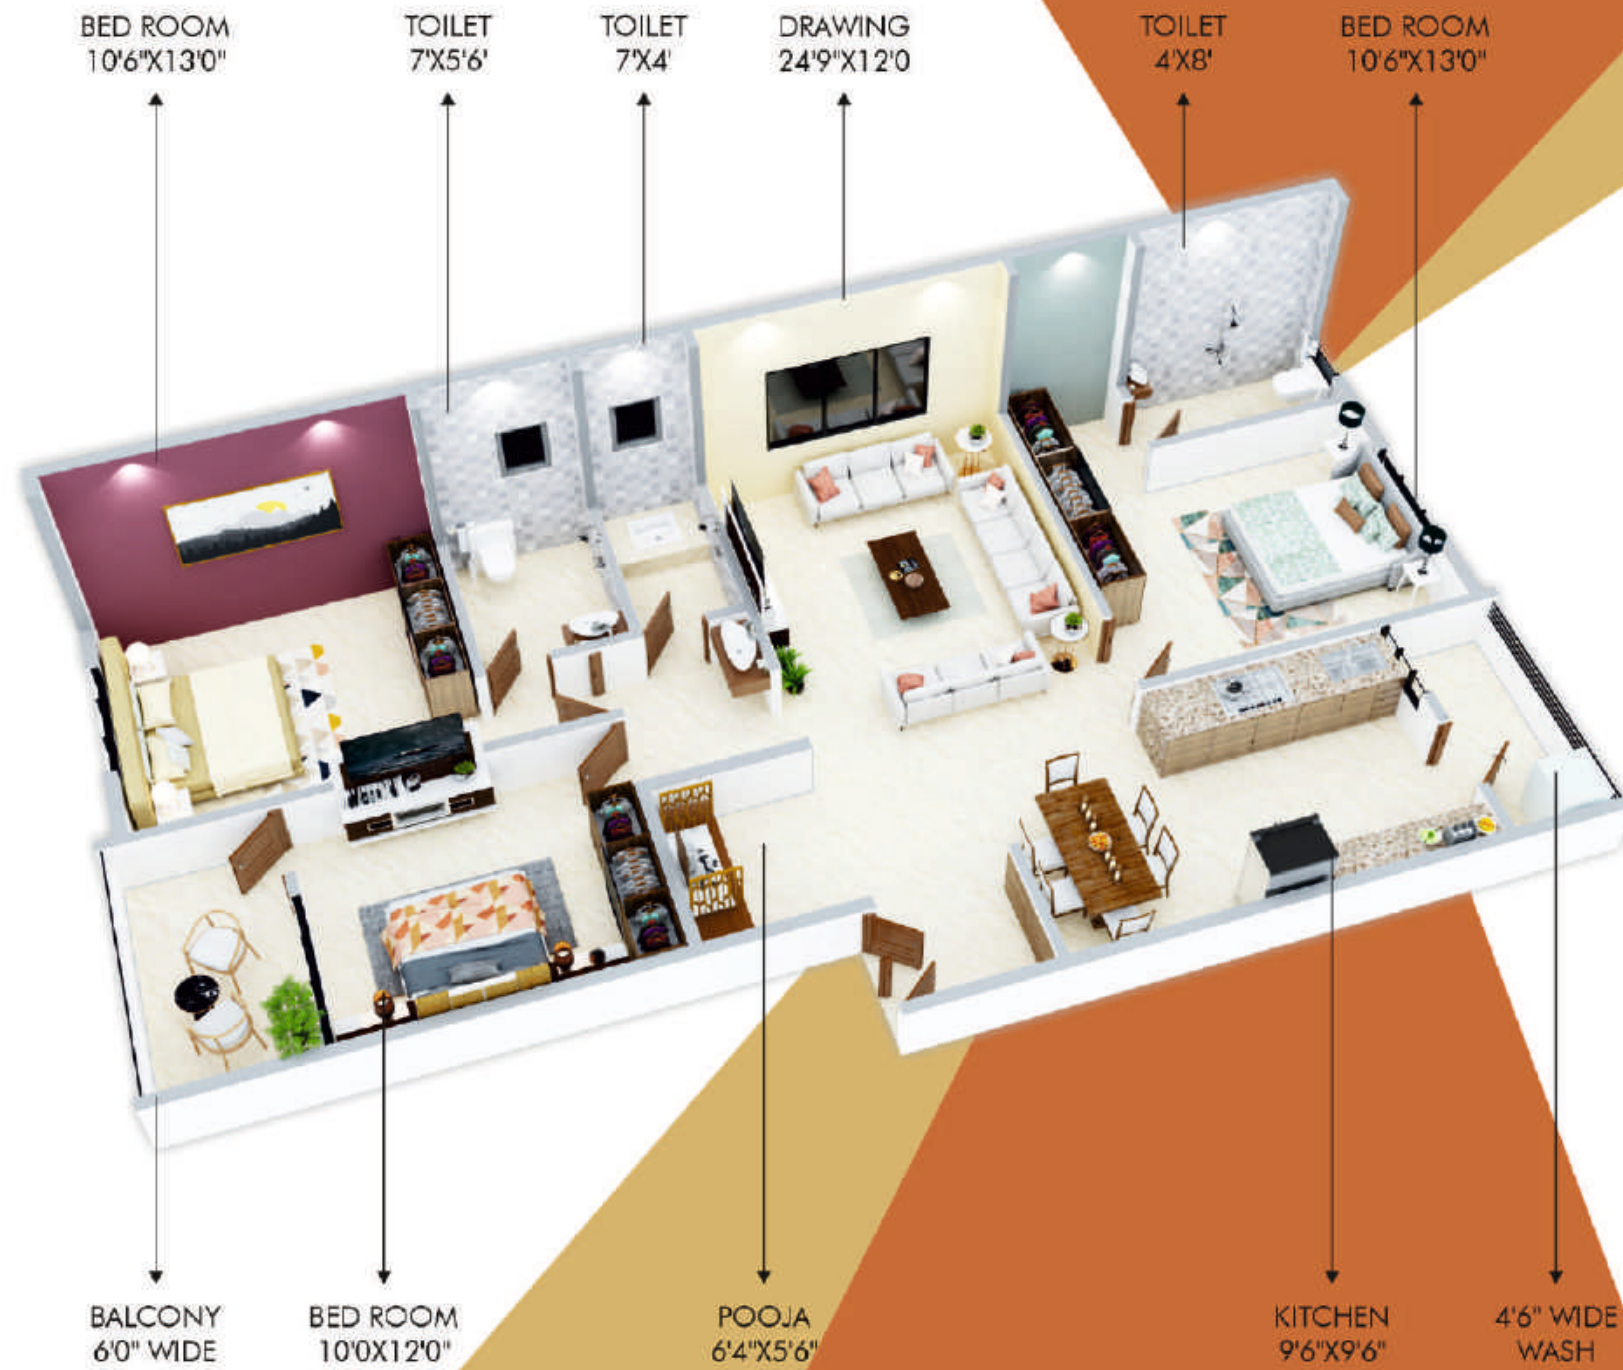 BED ROOM
10'6"X13'0"
TOILET
7'X5'6'
TOILET
7'X4'
DRAWING
24'9"X12'0
TOILET
4'X8'
BED ROOM
10'6"X13'0"
BALCONY
6'0" WIDE
BED ROOM
10'0X12'0"
POOJA
6'4"X5'6"
KITCHEN
9'6"X9'6"
4'6" WIDE
WASH